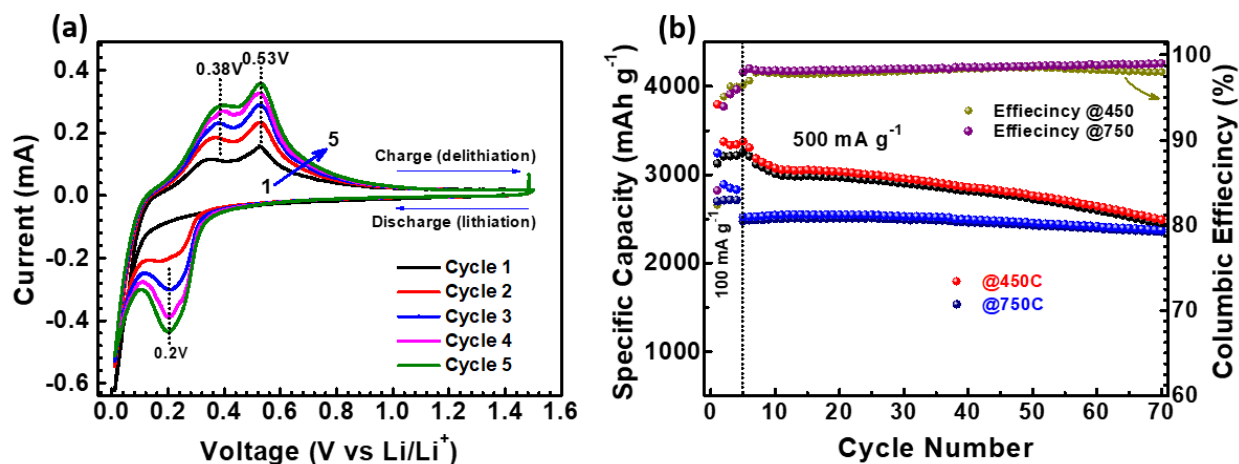 (a)
0.4
0.2
0.0
-0.2
-0.4
-0.6
Current (mA)
0.38V
0.53V
5
1
Charge (delithiation)
Discharge (lithiation)
Cycle 1
Cycle 2
Cycle 3
Cycle 4
Cycle 5
0.2V
0.0 0.2 0.4 0.6 0.8 1.0 1.2 1.4 1.6
Voltage (V vs Li/Li+)
(b)
4000
3000
2000
1000
Specific Capacity (mAh g-1)
Effiecincy @450
Effiecincy @750
500 mA g-1
100 mA g-1
@450C
@750C
100
90
80
70
60
Columbic Effiecincy (%)
0 10 20 30 40 50 60 70
Cycle Number